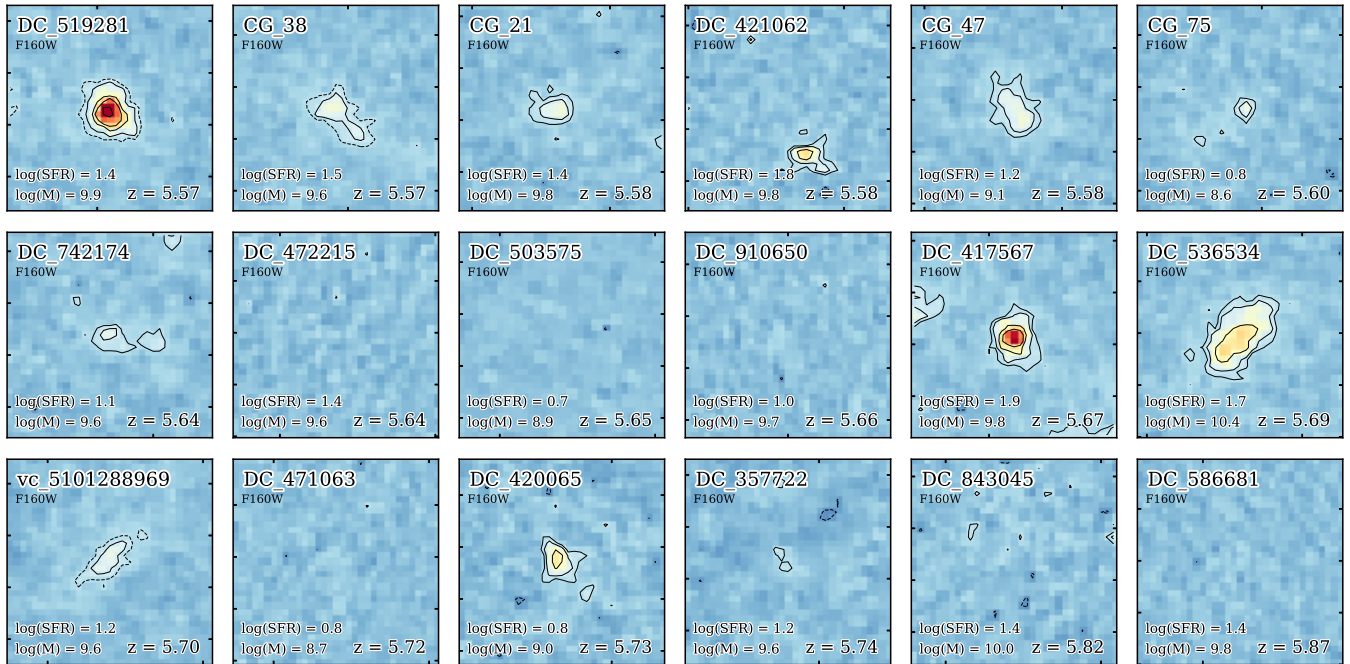 DC_519281
F160W
log(SFR) = 1.4
log(M) = 9.9 z = 5.57
CG_38
F160W
log(SFR) = 1.5
log(M) = 9.6 z = 5.57
CG_21
F160W
log(SFR) = 1.4
log(M) = 9.8 z = 5.58
DC_421062
F160W
log(SFR) = 1.8
log(M) = 9.8 z = 5.58
CG_47
F160W
log(SFR) = 1.2
log(M) = 9.1 z = 5.58
CG_75
F160W
log(SFR) = 0.8
log(M) = 8.6 z = 5.60
DC_742174
F160W
log(SFR) = 1.1
log(M) = 9.6 z = 5.64
DC_472215
F160W
log(SFR) = 1.4
log(M) = 9.6 z = 5.64
DC_503575
F160W
log(SFR) = 0.7
log(M) = 8.9 z = 5.65
DC_910650
F160W
log(SFR) = 1.0
log(M) = 9.7 z = 5.66
DC_417567
F160W
log(SFR) = 1.9
log(M) = 9.8 z = 5.67
DC_536534
F160W
log(SFR) = 1.7
log(M) = 10.4 z = 5.69
vc_5101288969
F160W
log(SFR) = 1.2
log(M) = 9.6 z = 5.70
DC_471063
F160W
log(SFR) = 0.8
log(M) = 8.7 z = 5.72
DC_420065
F160W
log(SFR) = 0.8
log(M) = 9.0 z = 5.73
DC_357722
F160W
log(SFR) = 1.2
log(M) = 9.6 z = 5.74
DC_843045
F160W
log(SFR) = 1.4
log(M) = 10.0 z = 5.82
DC_586681
F160W
log(SFR) = 1.4
log(M) = 9.8 z = 5.87